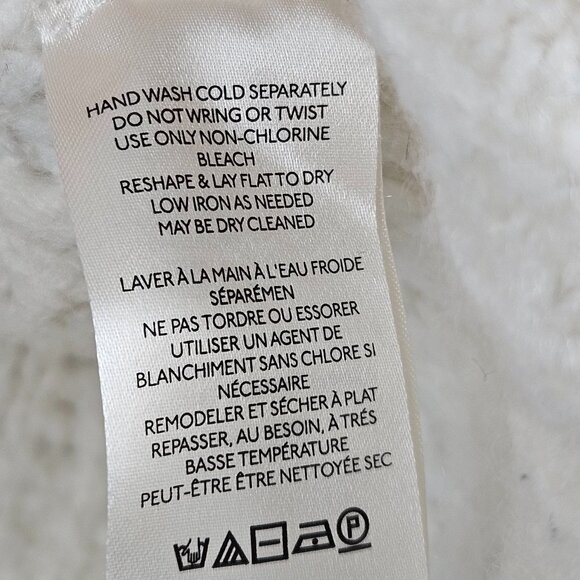 HAND WASH COLD SEPARATELY
DO NOT WRING OR TWIST
USE ONLY NON-CHLORINE
BLEACH
RESHAPE & LAY FLAT TO DRY
LOW IRON AS NEEDED
MAY BE DRY CLEANED
LAVER À LA MAIN À L'EAU FROIDE
SÉPARÉMEN
NE PAS TORDRE OU ESSORER
UTILISER UN AGENT DE
BLANCHIMENT SANS CHLORE SI
NÉCESSAIRE
REMODELER ET SÉCHER À PLAT
REPASSER, AU BESOIN, À TRÉS
BASSE TEMPÉRATURE
PEUT-ÊTRE ÊTRE NETTOYÉE SEC
P